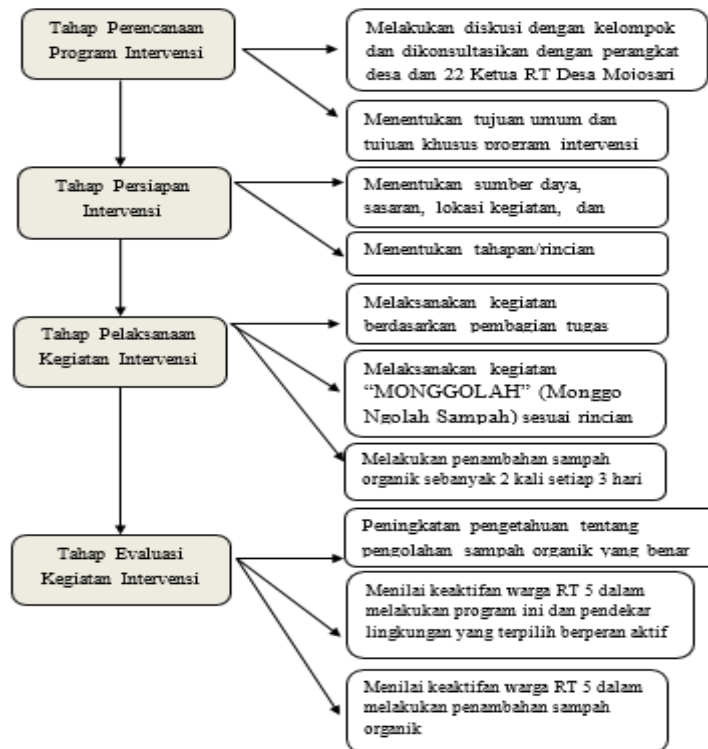 Tahap Perencanaan
Program Intervensi
Melakukan diskusi dengan kelompok
dan dikonsultasikan dengan perangkat
desa dan 22 Ketua RT Desa Mojosari
Menentukan tujuan umum dan
tujuan khusus program intervensi
Tahap Persiapan
Intervensi
Menentukan sumber daya,
sasaran, lokasi kegiatan, dan
Menentukan tahapan/rincian
Tahap Pelaksanaan
Kegiatan Intervensi
Melaksanakan kegiatan
berdasarkan pembagian tugas
Melaksanakan kegiatan
“MONGGOLAH” (Monggo
Ngolah Sampah) sesuai rincian
Melakukan penambahan sampah
organik sebanyak 2 kali setiap 3 hari
Tahap Evaluasi
Kegiatan Intervensi
Peningkatan pengetahuan tentang
pengolahan sampah organik yang benar
Menilai keaktifan warga RT 5 dalam
melakukan program ini dan pendekar
lingkungan yang terpilih berperan aktif
Menilai keaktifan warga RT 5 dalam
melakukan penambahan sampah
organik